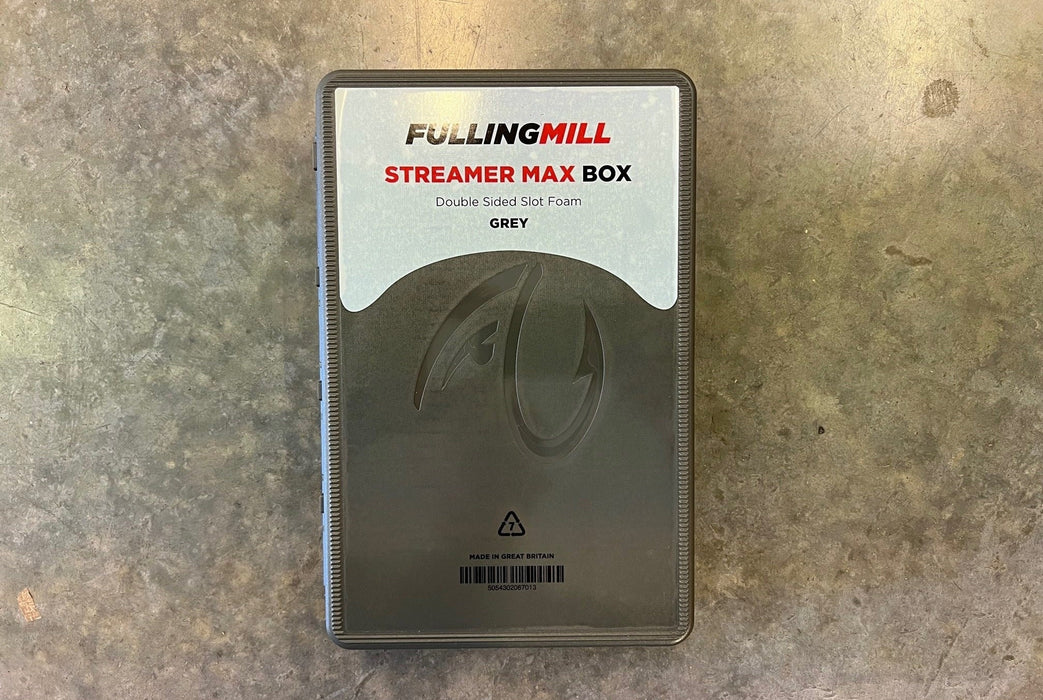 FULLINGMILL
STREAMER MAX BOX
Double Sided Slot Foam
GREY
7
MADE IN GREAT BRITAIN
5054302087013